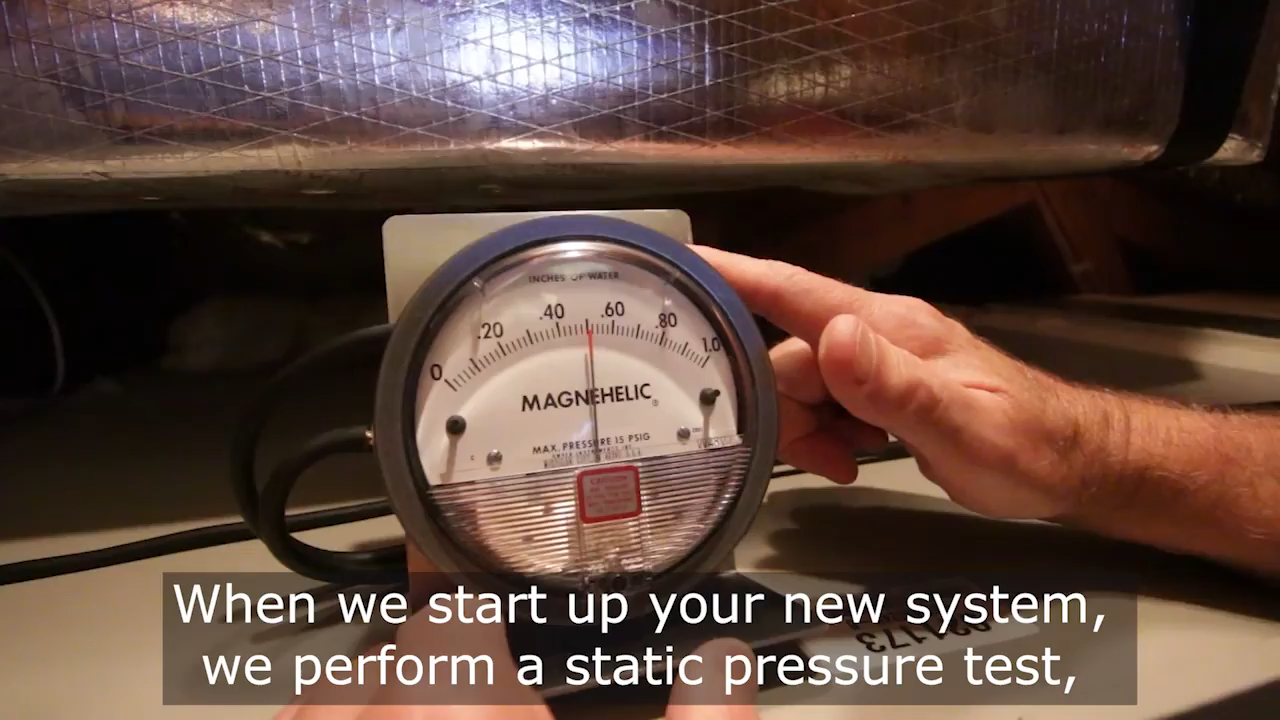 INCHES OF WATER
0 .20 .40 .60 .80 1.0
MAGNEHELIC®
MAX. PRESSURE 15 PSIG
When we start up your new system,
we perform a static pressure test,